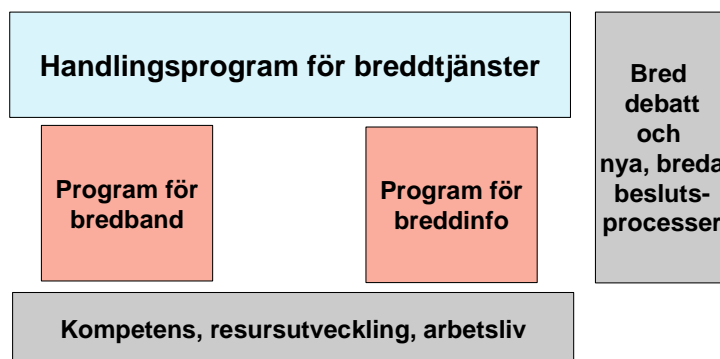 Handlingsprogram för breddtjänster
Program för
bredband
Program för
breddinfo
Kompetens, resursutveckling, arbetsliv
Bred
debatt
och
nya, breda
besluts-
processer